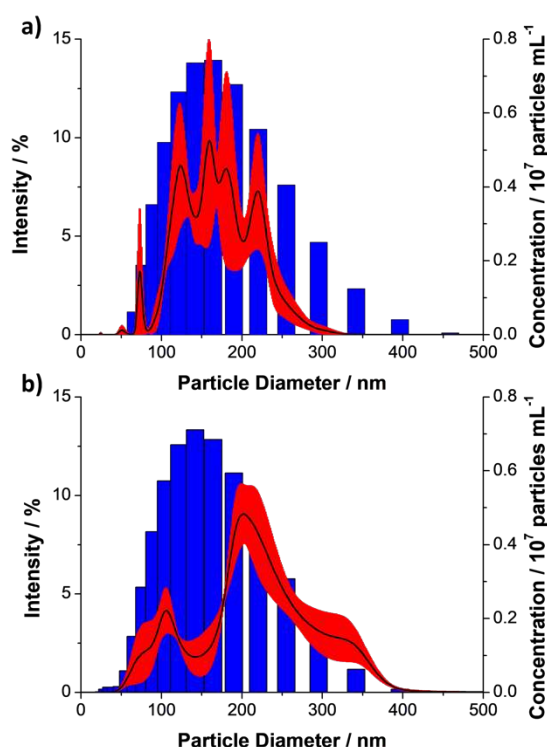 a)
15
10
5
0
Intensity / %
0.8
0.6
0.4
0.2
0.0
Concentration / 10⁷ particles mL⁻¹
0 100 200 300 400 500
Particle Diameter / nm
b)
15
10
5
0
Intensity / %
0.8
0.6
0.4
0.2
0.0
Concentration / 10⁷ particles mL⁻¹
0 100 200 300 400 500
Particle Diameter / nm